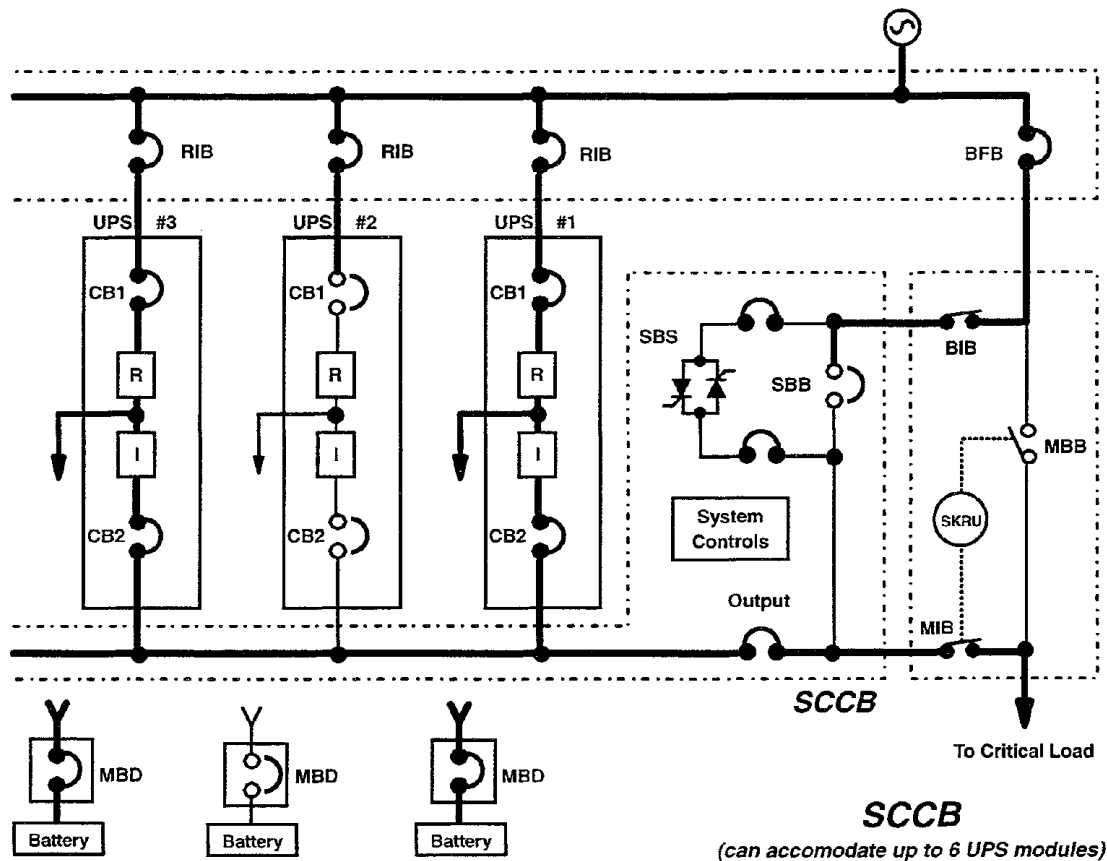 RIB
RIB
RIB
BFB
UPS #3
UPS #2
UPS #1
CB1
CB1
CB1
SBS
BIB
R
R
R
SBB
I
I
I
MBB
System
Controls
SKRU
CB2
CB2
CB2
Output
MIB
SCCB
To Critical Load
MBD
MBD
MBD
Battery
Battery
Battery
SCCB
(can accomodate up to 6 UPS modules)